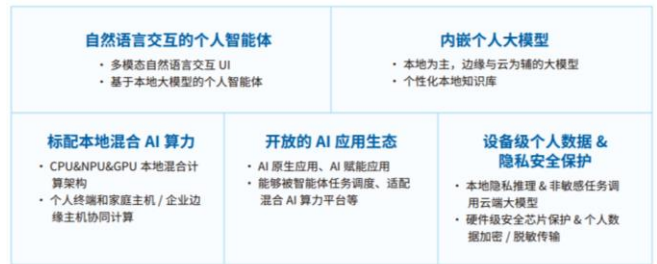 自然语言交互的个人智能体
· 多模态自然语言交互 UI
· 基于本地大模型的个人智能体
内嵌个人大模型
· 本地为主，边缘与云为辅的大模型
· 个性化本地知识库
标配本地混合 AI 算力
· CPU&NPU&GPU 本地混合计
算架构
· 个人终端和家庭主机 / 企业边
缘主机协同计算
开放的 AI 应用生态
· AI 原生应用、AI 赋能应用
· 能够被智能体任务调度、适配
混合 AI 算力平台等
设备级个人数据 &
隐私安全保护
· 本地隐私推理 & 非敏感任务调
用云端大模型
· 硬件级安全芯片保护 & 个人数
据加密 / 脱敏传输